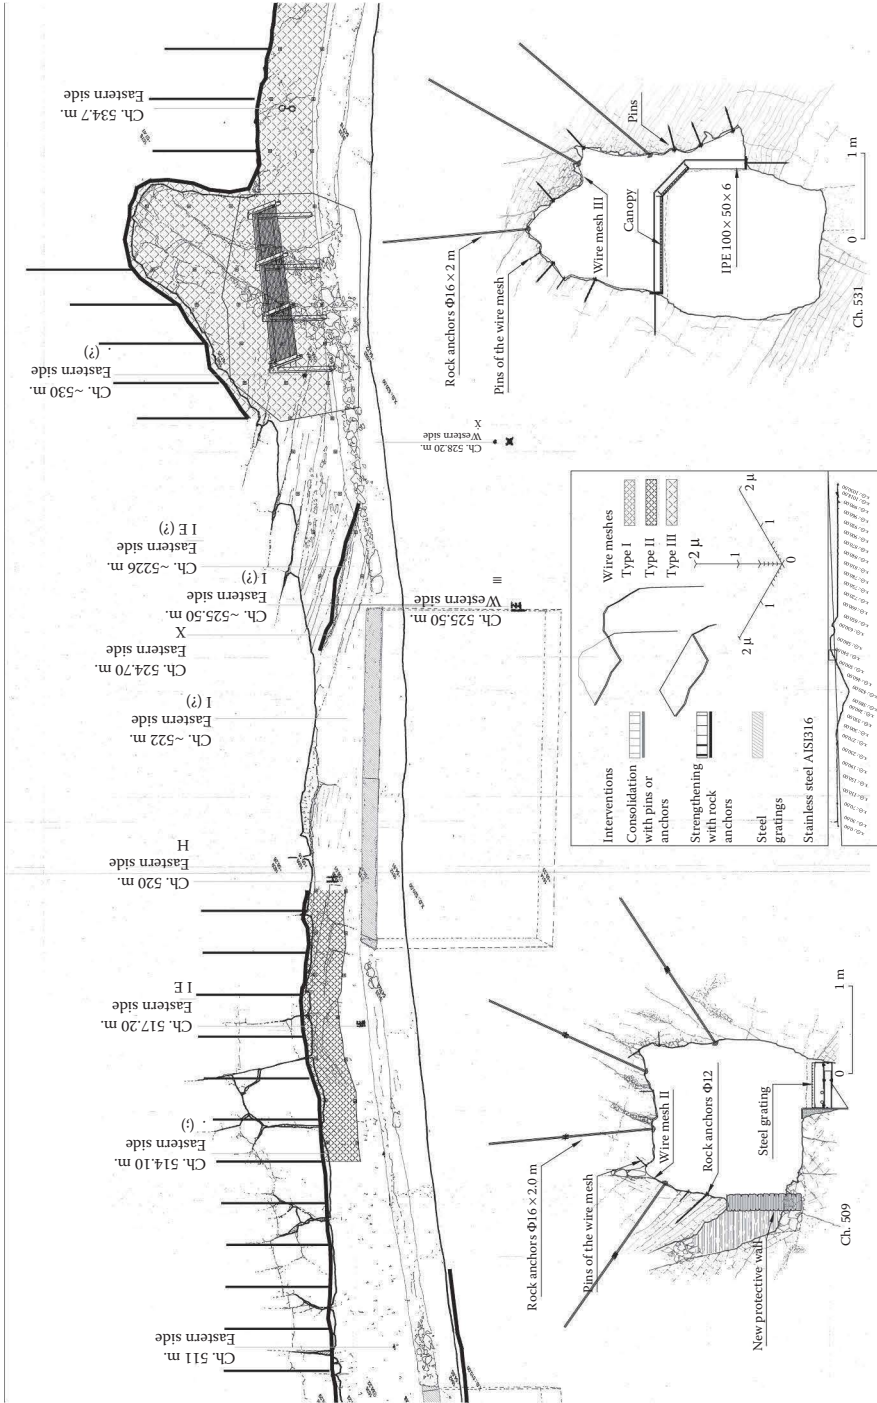 Ch. 511 m
Eastern side
Ch. 514.10 m.
Eastern side
. (;)
Ch. 517.20 m.
Eastern side
I E
Ch. 520 m.
Eastern side
H
Ch. ~522 m.
Eastern side
I (?)
Ch. 524.70 m.
Eastern side
X
Ch. ~525.50 m.
Eastern side
I (?)
Ch. ~5226 m.
Eastern side
I E (?)
Ch. ~530 m.
Eastern side
. (?)
Ch. 534.7 m.
Eastern side
Ch. 525.50 m.
Western side
III
Ch. 528.20 m.
Western side
X
Rock anchors Φ16 × 2.0 m
Pins of the wire mesh
Wire mesh II
Rock anchors Φ12
Steel grating
New protective wall
Ch. 509
0
1 m
Interventions
Consolidation
with pins or
anchors
Strengthening
with rock
anchors
Steel
gratings
Stainless steel AISI316
Wire meshes
Type I
Type II
Type III
2 μ
1
2 μ
1
2 μ
1
0
Rock anchors Φ16 × 2 m
Pins of the wire mesh
Wire mesh III
Canopy
Pins
IPE 100 × 50 × 6
Ch. 531
0
1 m